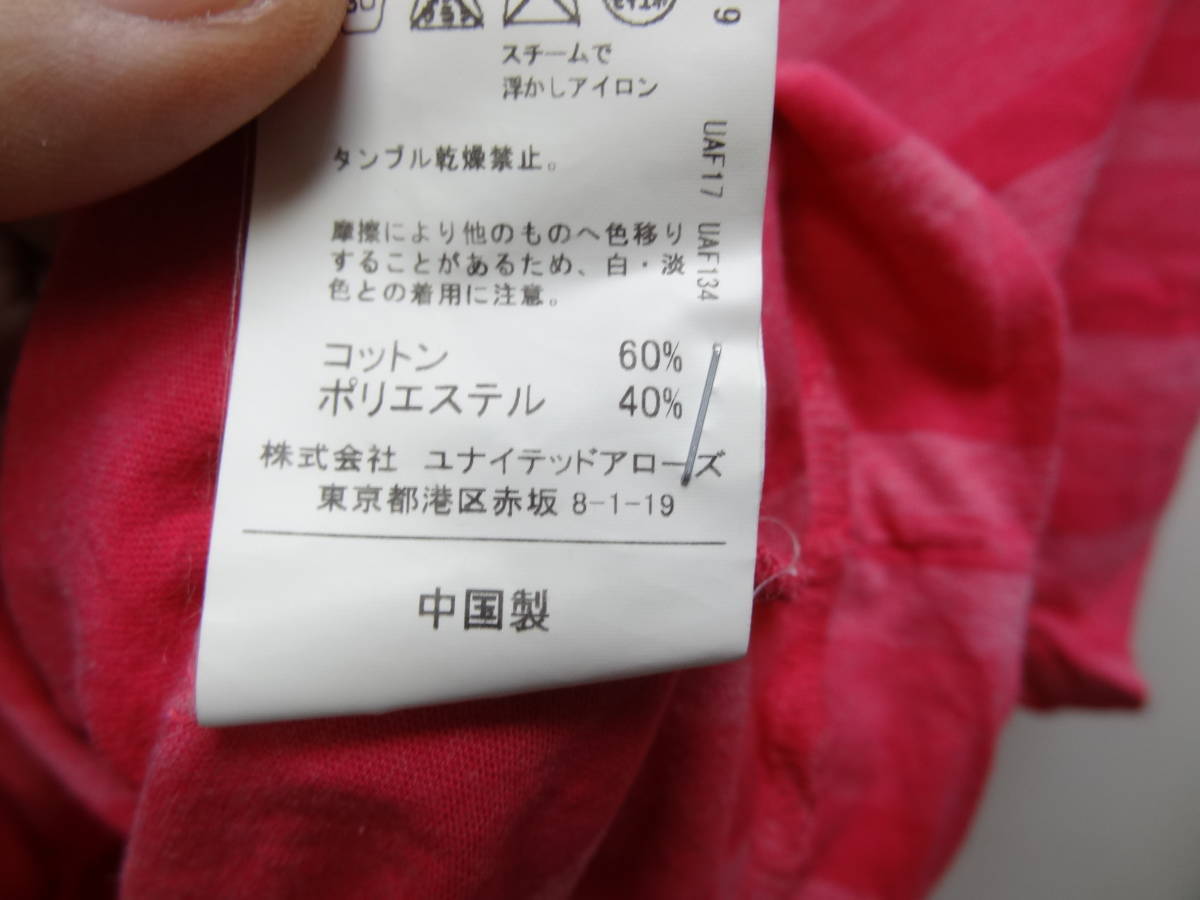 スチームで
浮かしアイロン
タンブル乾燥禁止。
摩擦により他のものへ色移り
することがあるため、白・淡
色との着用に注意。
コットン 60%
ポリエステル 40%
株式会社 ユナイテッドアローズ
東京都港区赤坂 8-1-19
中国製
9
UAF17 UAF134